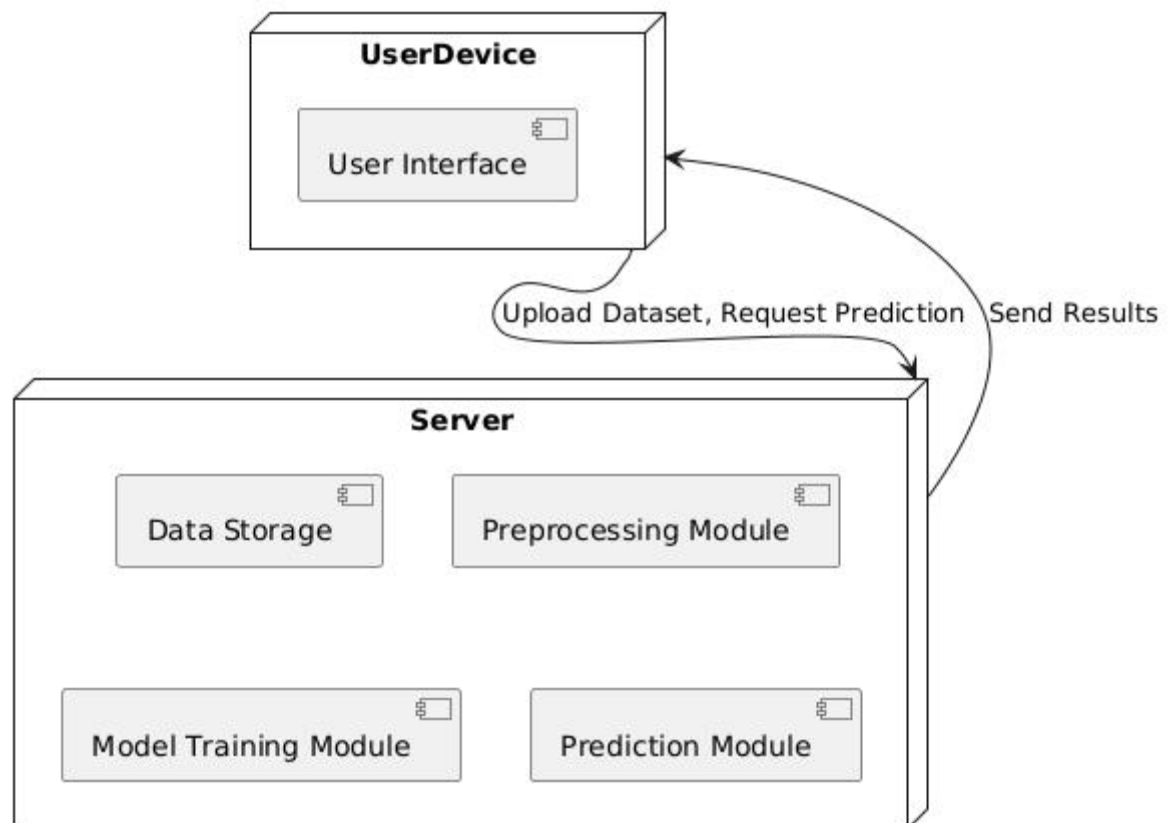 UserDevice
User Interface
Upload Dataset, Request Prediction
Send Results
Server
Data Storage
Preprocessing Module
Model Training Module
Prediction Module